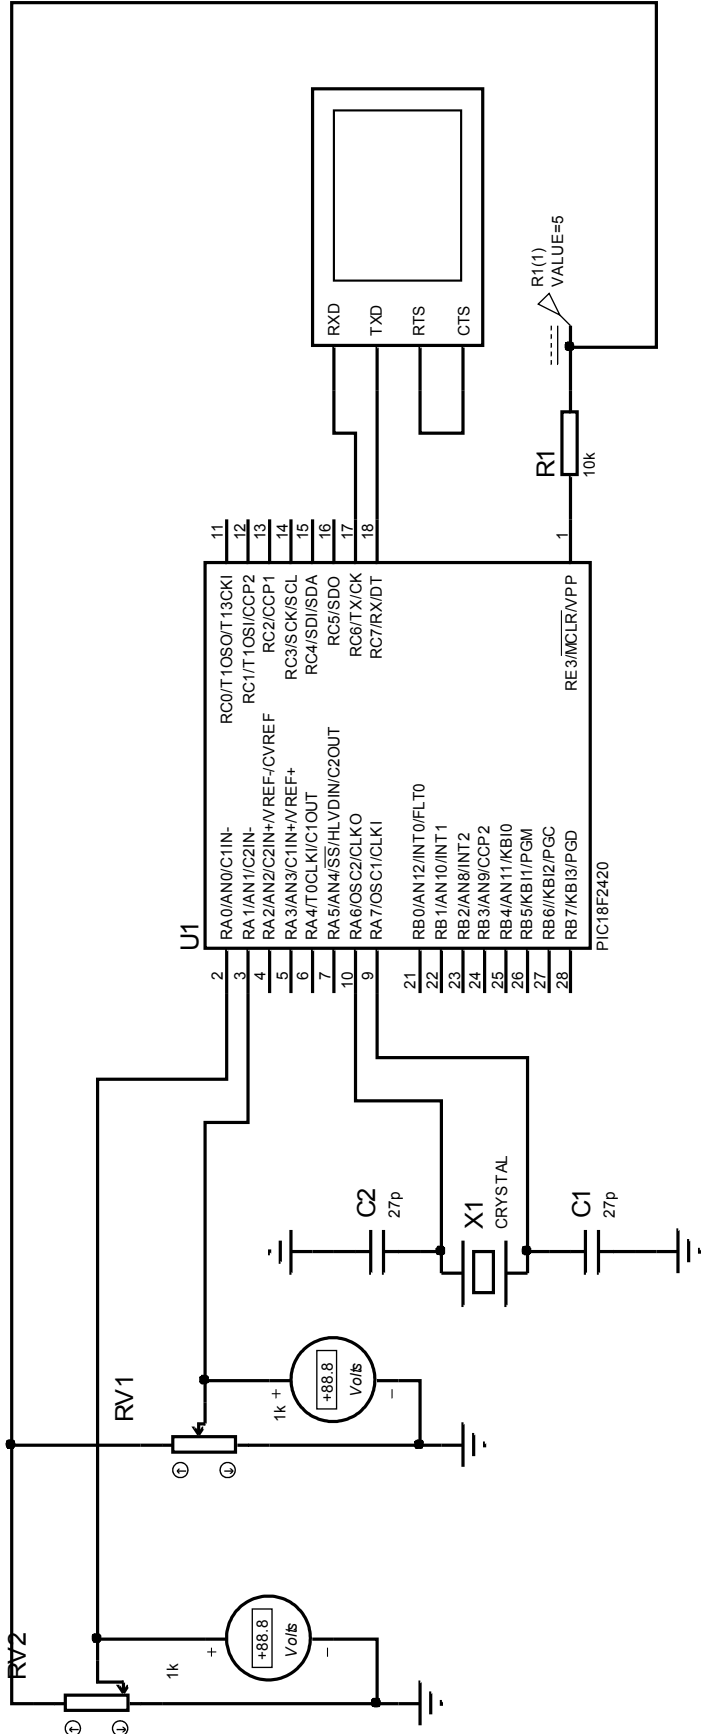 RXD
TXD
RTS
CTS
R1(1)
VALUE=5
R1
10k
U1
2
3
4
5
6
7
10
9
21
22
23
24
25
26
27
28
RA0/AN0/C1IN-
RA1/AN1/C2IN-
RA2/AN2/C2IN+/VREF-/CVREF
RA3/AN3/C1IN+/VREF+
RA4/T0CLKI/C1OUT
RA5/AN4/SS/HLVDIN/C2OUT
RA6/OSC2/CLKO
RA7/OSC1/CLKI
RB0/AN12/INT0/FLT0
RB1/AN10/INT1
RB2/AN8/INT2
RB3/AN9/CCP2
RB4/AN11/KBI0
RB5/KBI1/PGM
RB6//KBI2/PGC
RB7/KBI3/PGD
RC0/T1OSO/T13CKI
RC1/T1OSI/CCP2
RC2/CCP1
RC3/SCK/SCL
RC4/SDI/SDA
RC5/SDO
RC6/TX/CK
RC7/RX/DT
RE3/MCLR/VPP
11
12
13
14
15
16
17
18
1
PIC18F2420
C2
27p
X1
CRYSTAL
C1
27p
RV1
1k
+88.8
Volts
+
−
RV2
1k
+88.8
Volts
+
−